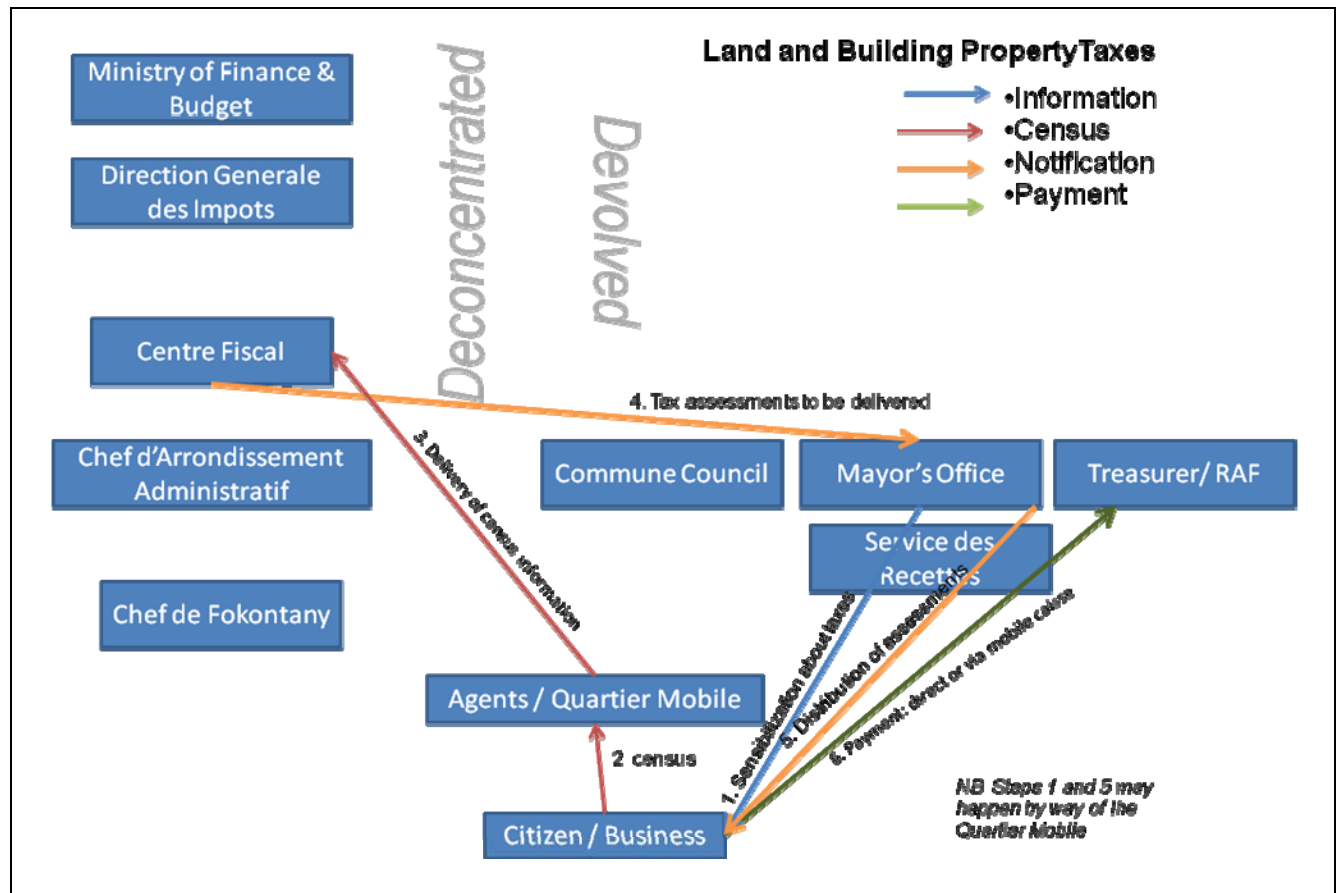 Land and Building PropertyTaxes
•Information
•Census
•Notification
•Payment
Ministry of Finance &
Budget
Direction Generale
des Impots
Deconcentrated
Devolved
Centre Fiscal
4. Tax assessments to be delivered
3. Delivery of census information
Chef d'Arrondissement
Administratif
Commune Council
Mayor's Office
Treasurer/ RAF
Service des
Recettes
Chef de Fokontany
Agents / Quartier Mobile
2 census
1. Sensibilization about taxes
5. Distribution of assessments
6. Payment: direct or via mobile caisse
Citizen / Business
NB Steps 1 and 5 may
happen by way of the
Quartier Mobile